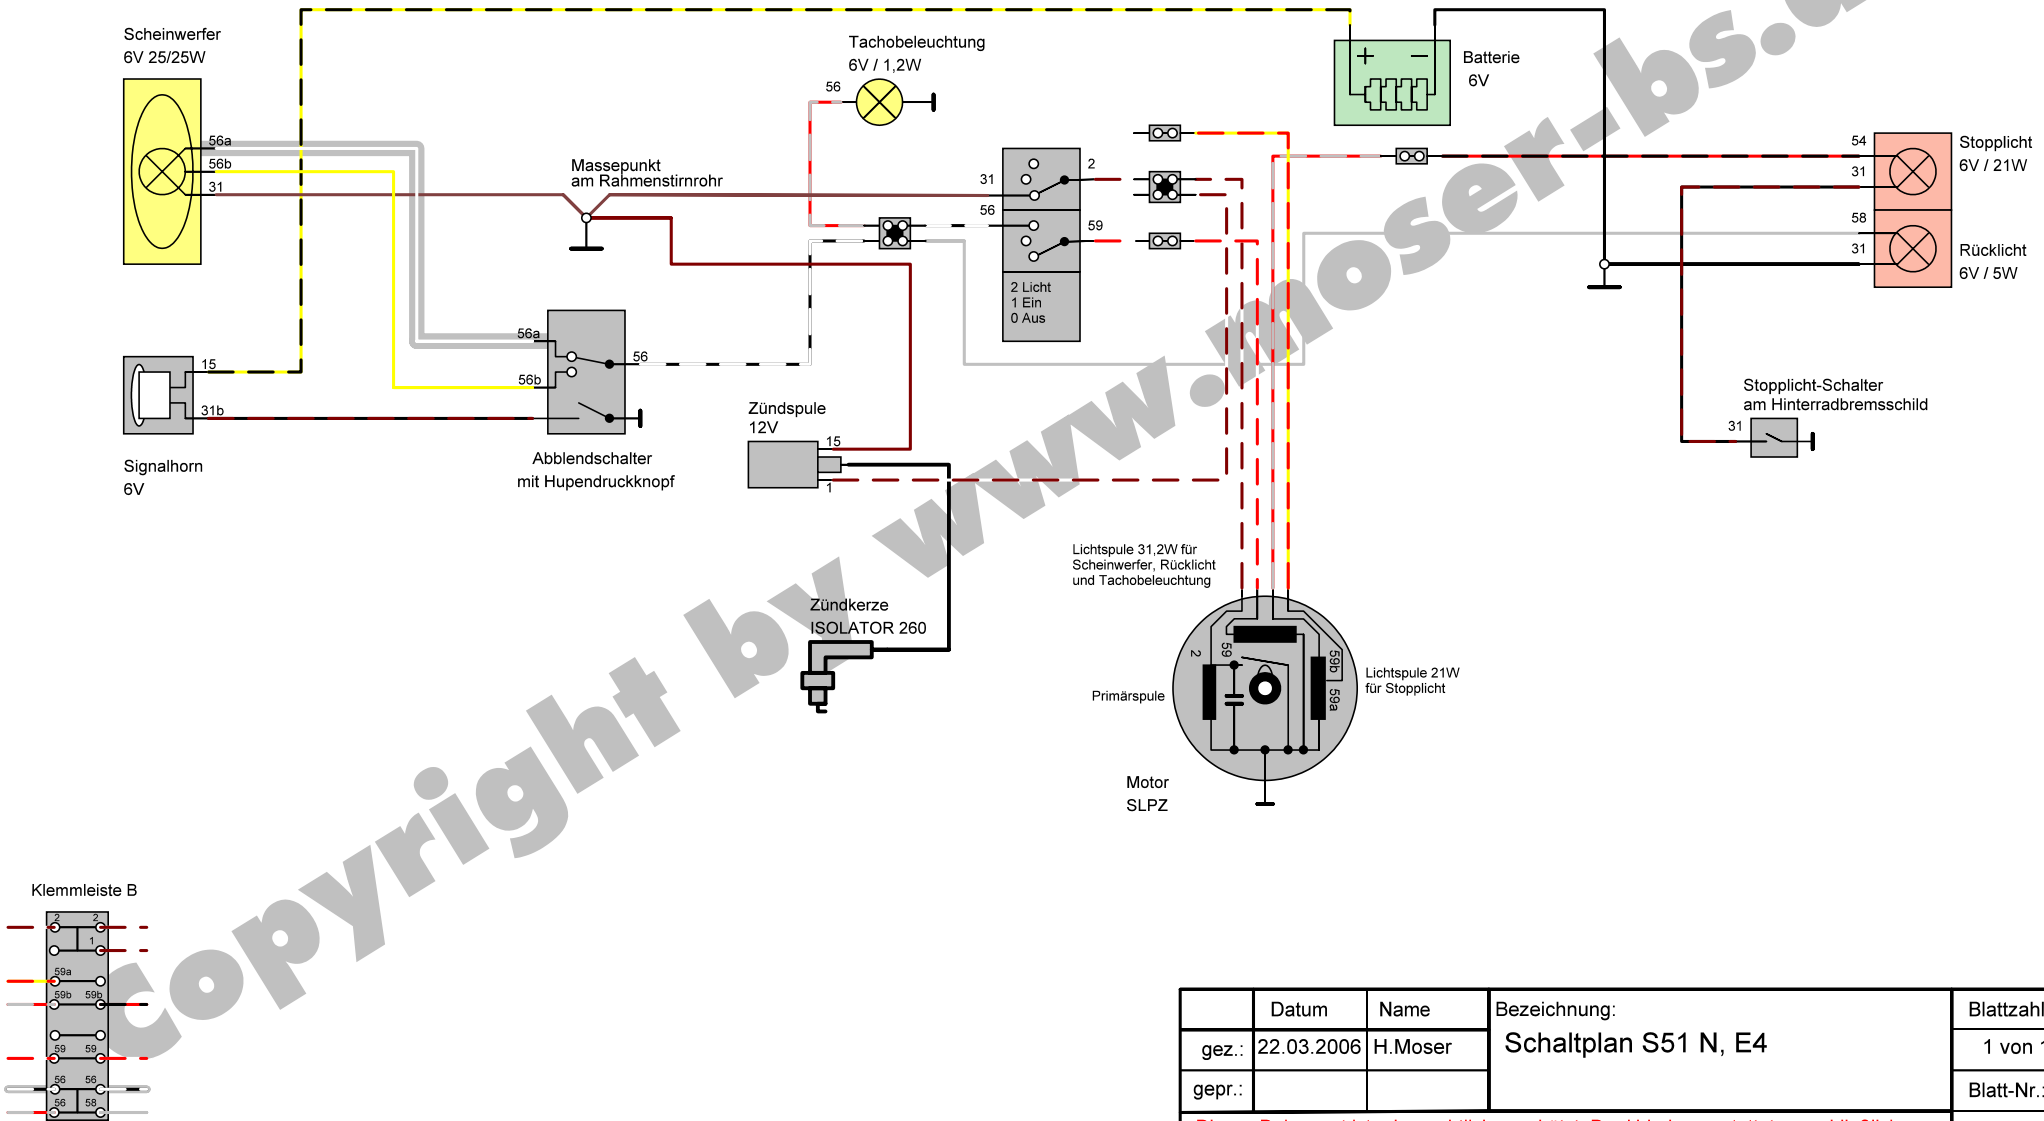 Scheinwerfer
6V 25/25W
56a
56b
31
Tachobeleuchtung
6V / 1,2W
56
Massepunkt
am Rahmenstirnrohr
31
2
56
59
2 Licht
1 Ein
0 Aus
+ −
Batterie
6V
54
31
58
31
Stopplicht
6V / 21W
Rücklicht
6V / 5W
15
31b
Signalhorn
6V
56a
56b
56
Abblendschalter
mit Hupendruckknopf
Zündspule
12V
15
1
Stopplicht-Schalter
am Hinterradbremsschild
31
Zündkerze
ISOLATOR 260
Lichtspule 31,2W für
Scheinwerfer, Rücklicht
und Tachobeleuchtung
2
59
59b
59a
Primärspule
Lichtspule 21W
für Stopplicht
Motor
SLPZ
Klemmleiste B
2 2
1
59a
59b 59b
59 59
56 56
56 58
Copyright by www.moser-bs.
Datum Name Bezeichnung: Blattzahl
gez.: 22.03.2006 H.Moser Schaltplan S51 N, E4 1 von 1
gepr.: Blatt-Nr.: